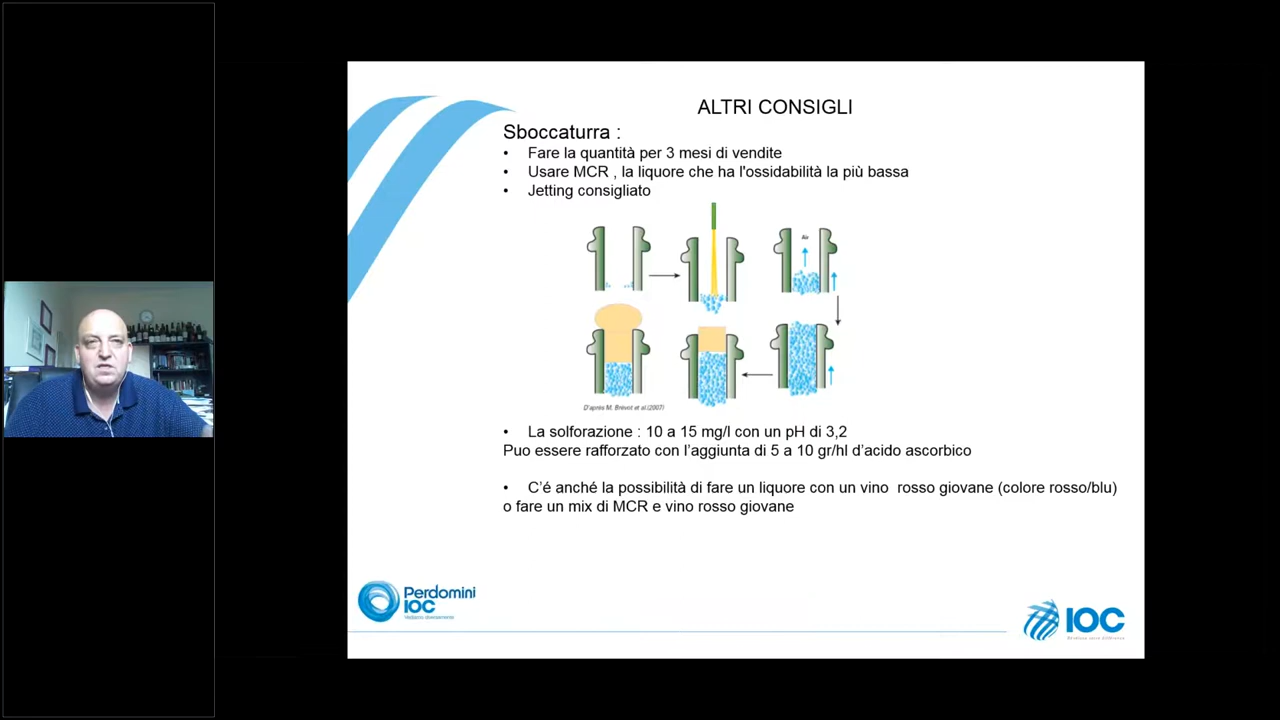 ALTRI CONSIGLI
Sboccaturra :
• Fare la quantità per 3 mesi di vendite
• Usare MCR , la liquore che ha l'ossidabilità la più bassa
• Jetting consigliato
Air
D'après M. Brévot et al.(2007)
• La solforazione : 10 a 15 mg/l con un pH di 3,2
Puo essere rafforzato con l'aggiunta di 5 a 10 gr/hl d'acido ascorbico
• C'é anché la possibilità di fare un liquore con un vino rosso giovane (colore rosso/blu)
o fare un mix di MCR e vino rosso giovane
Perdomini
IOC
IOC